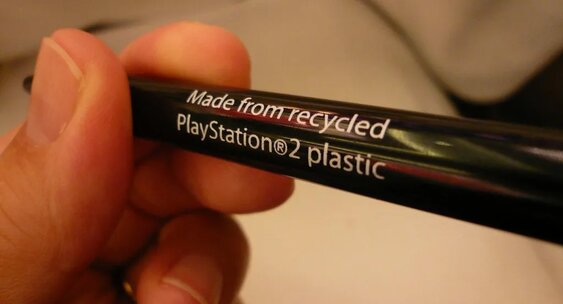 Made from recycled
PlayStation®2 plastic